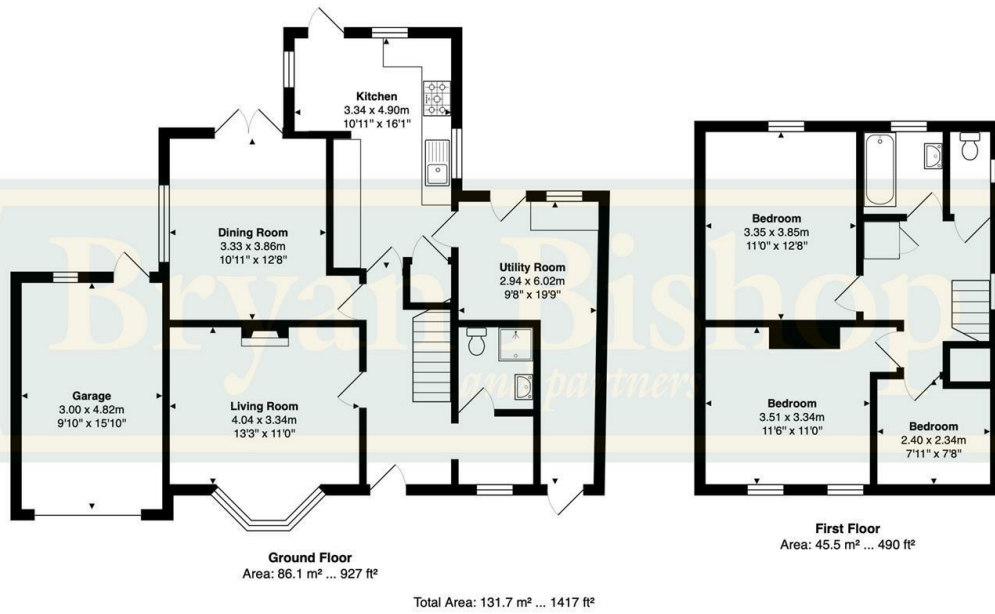 Kitchen
3.34 x 4.90m
10'11" x 16'1"
Dining Room
3.33 x 3.86m
10'11" x 12'8"
Utility Room
2.94 x 6.02m
9'8" x 19'9"
Garage
3.00 x 4.82m
9'10" x 15'10"
Living Room
4.04 x 3.34m
13'3" x 11'0"
Ground Floor
Area: 86.1 m² ... 927 ft²
Bedroom
3.35 x 3.85m
11'0" x 12'8"
Bedroom
3.51 x 3.34m
11'6" x 11'0"
Bedroom
2.40 x 2.34m
7'11" x 7'8"
First Floor
Area: 45.5 m² ... 490 ft²
Total Area: 131.7 m² ... 1417 ft²
Bryan Bishop
and partners